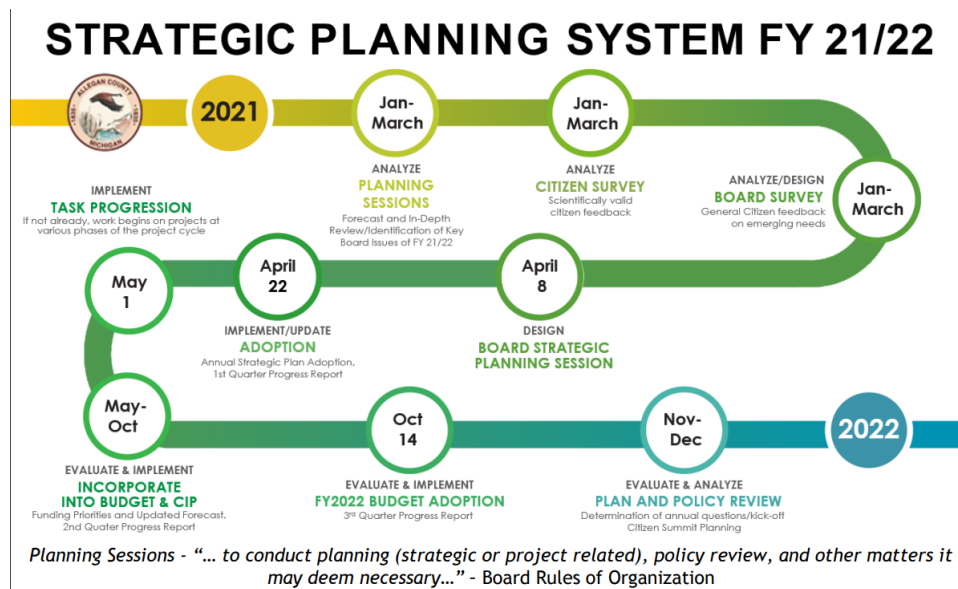 STRATEGIC PLANNING SYSTEM FY 21/22
ALLEGAN COUNTY
1835 1835
MICHIGAN
2021
Jan-
March
ANALYZE
PLANNING
SESSIONS
Forecast and In-Depth
Review/Identification of Key
Board Issues of FY 21/22
Jan-
March
ANALYZE
CITIZEN SURVEY
Scientifically valid
citizen feedback
Jan-
March
ANALYZE/DESIGN
BOARD SURVEY
General Citizen feedback
on emerging needs
April
8
DESIGN
BOARD STRATEGIC
PLANNING SESSION
April
22
IMPLEMENT/UPDATE
ADOPTION
Annual Strategic Plan Adoption,
1st Quarter Progress Report
IMPLEMENT
TASK PROGRESSION
If not already, work begins on projects at
various phases of the project cycle
May
1
May-
Oct
EVALUATE & IMPLEMENT
INCORPORATE
INTO BUDGET & CIP
Funding Priorities and Updated Forecast,
2nd Quater Progress Report
Oct
14
EVALUATE & IMPLEMENT
FY2022 BUDGET ADOPTION
3rd Quarter Progress Report
Nov-
Dec
EVALUATE & ANALYZE
PLAN AND POLICY REVIEW
Determination of annual questions/kick-off
Citizen Summit Planning
2022
Planning Sessions - “… to conduct planning (strategic or project related), policy review, and other matters it
may deem necessary…” – Board Rules of Organization